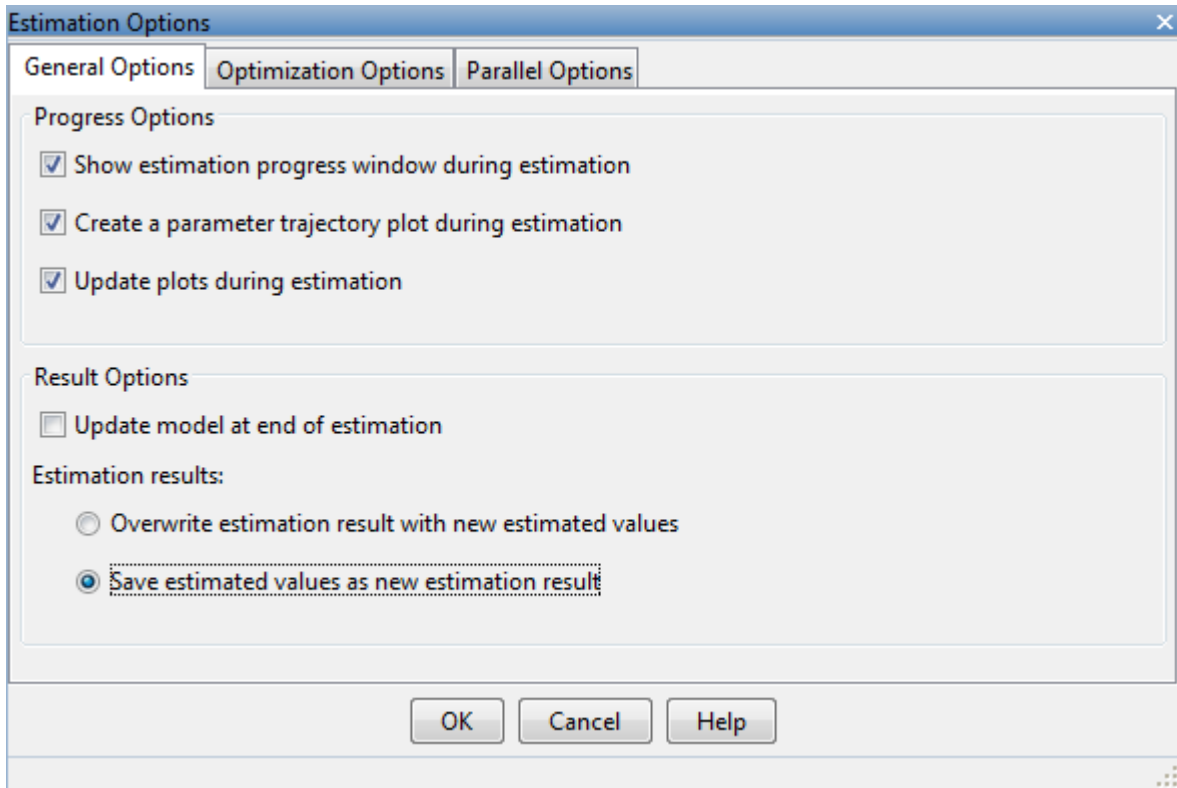 Estimation Options
General Options Optimization Options Parallel Options
Progress Options
Show estimation progress window during estimation
Create a parameter trajectory plot during estimation
Update plots during estimation
Result Options
Update model at end of estimation
Estimation results:
Overwrite estimation result with new estimated values
Save estimated values as new estimation result
OK Cancel Help